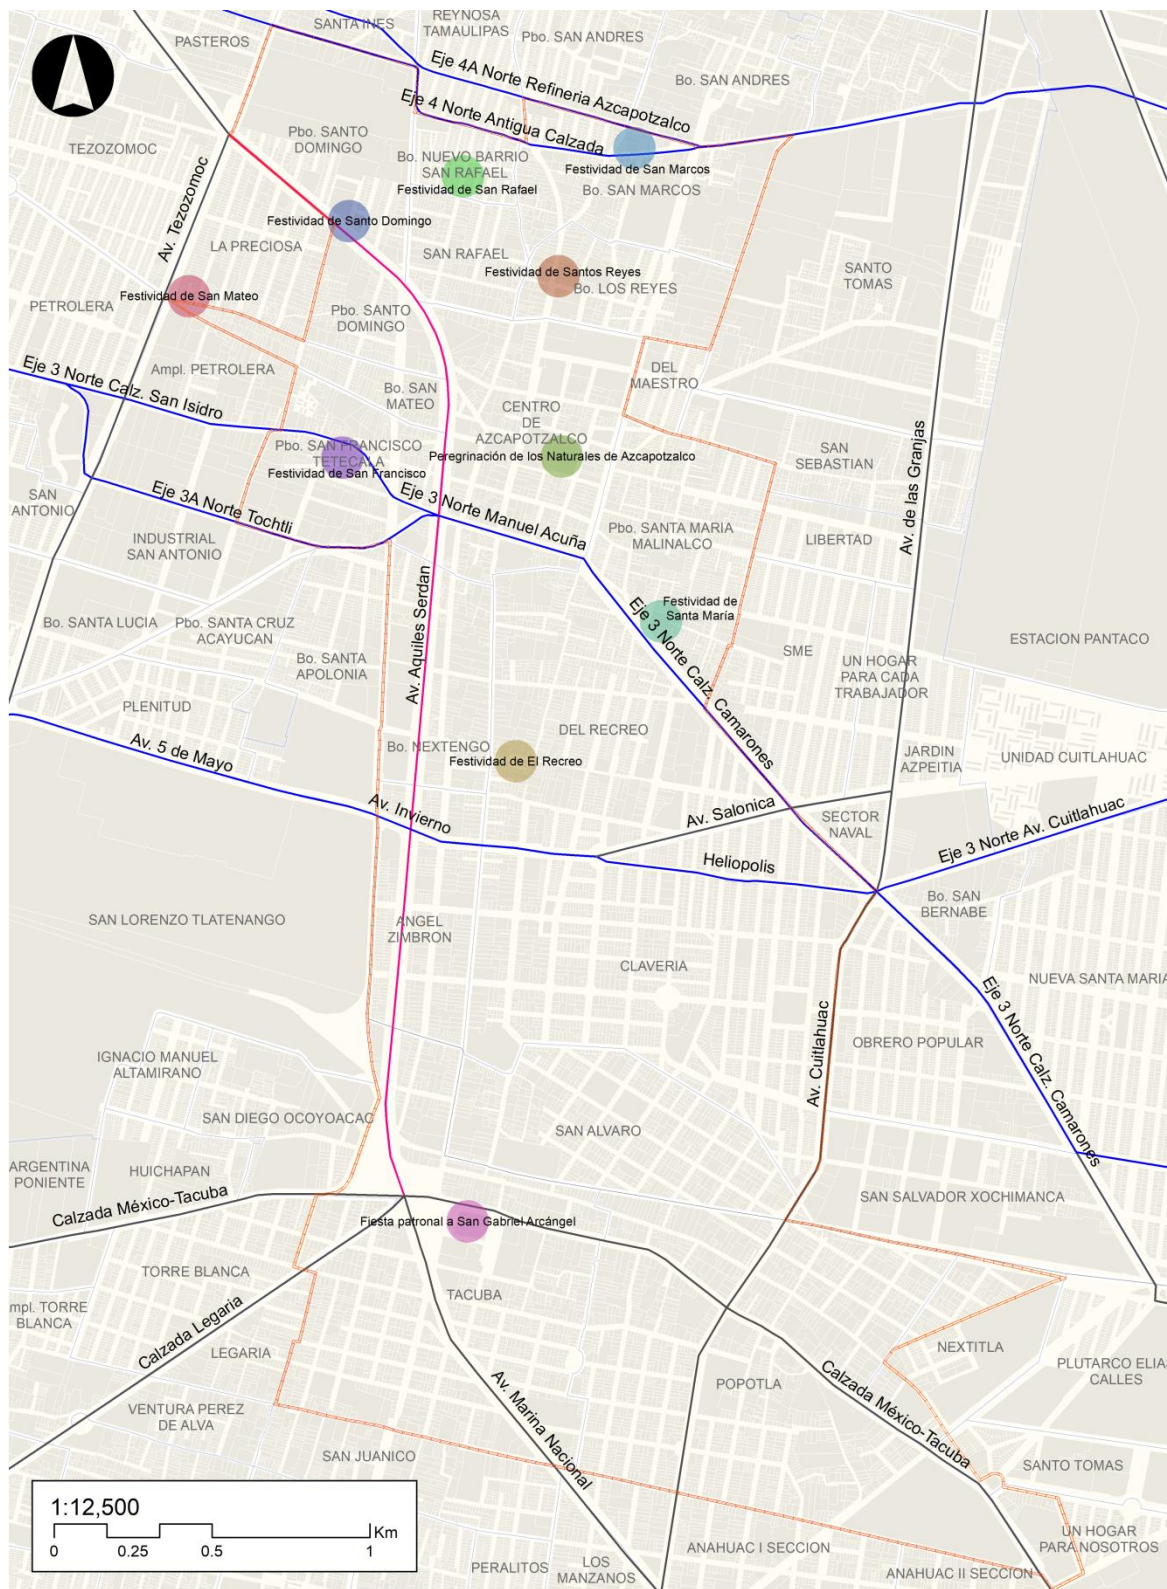 SANTA INES
REYNOSA
TAMAULIPAS
Pbo. SAN ANDRES
PASTEROS
Eje 4A Norte Refineria Azcapotzalco
Bo. SAN ANDRES
Eje 4 Norte Antigua Calzada
TEZOZOMOC
Pbo. SANTO
DOMINGO
Bo. NUEVO BARRIO
SAN RAFAEL
Festividad de San Rafael
Festividad de San Marcos
Bo. SAN MARCOS
Av. Tezozomoc
Festividad de Santo Domingo
LA PRECIOSA
SAN RAFAEL
Festividad de Santos Reyes
Bo. LOS REYES
SANTO
TOMAS
Festividad de San Mateo
PETROLERA
Pbo. SANTO
DOMINGO
Eje 3 Norte Calz. San Isidro
Ampl. PETROLERA
DEL
MAESTRO
Bo. SAN
MATEO
CENTRO
DE
AZCAPOTZALCO
Pbo. SAN FRANCISCO
TETECALA
Festividad de San Francisco
Peregrinación de los Naturales de Azcapotzalco
SAN
SEBASTIAN
Av. de las Granjas
SAN
ANTONIO
Eje 3A Norte Tochtli
Eje 3 Norte Manuel Acuña
INDUSTRIAL
SAN ANTONIO
Pbo. SANTA MARIA
MALINALCO
LIBERTAD
Av. Aquiles Serdan
Festividad de
Santa María
Bo. SANTA LUCIA
Pbo. SANTA CRUZ
ACAYUCAN
Bo. SANTA
APOLONIA
Eje 3 Norte Calz. Camarones
SME
UN HOGAR
PARA CADA
TRABAJADOR
ESTACION PANTACO
PLENITUD
DEL RECREO
Av. 5 de Mayo
Bo. NEXTENGO
Festividad de El Recreo
JARDIN
AZPEITIA
UNIDAD CUITLAHUAC
Av. Invierno
Av. Salonica
SECTOR
NAVAL
Eje 3 Norte Av. Cuitlahuac
Heliopolis
Bo. SAN
BERNABE
SAN LORENZO TLATENANGO
ANGEL
ZIMBRON
CLAVERIA
NUEVA SANTA MARIA
Eje 3 Norte Calz. Camarones
Av. Cuitlahuac
OBRERO POPULAR
IGNACIO MANUEL
ALTAMIRANO
SAN DIEGO OCOYOACAC
SAN ALVARO
ARGENTINA
PONIENTE
HUICHAPAN
Calzada México-Tacuba
SAN SALVADOR XOCHIMANCA
Fiesta patronal a San Gabriel Arcángel
TORRE BLANCA
TACUBA
mpl. TORRE
BLANCA
Calzada Legaria
LEGARIA
NEXTITLA
PLUTARCO ELIAS
CALLES
Av. Marina Nacional
POPOTLA
Calzada México-Tacuba
VENTURA PEREZ
DE ALVA
SAN JUANICO
SANTO TOMAS
1:12,500
Km
0 0.25 0.5 1
UN HOGAR
PARA NOSOTROS
ANAHUAC I SECCION
PERALITOS
LOS
MANZANOS
ANAHUAC II SECCION